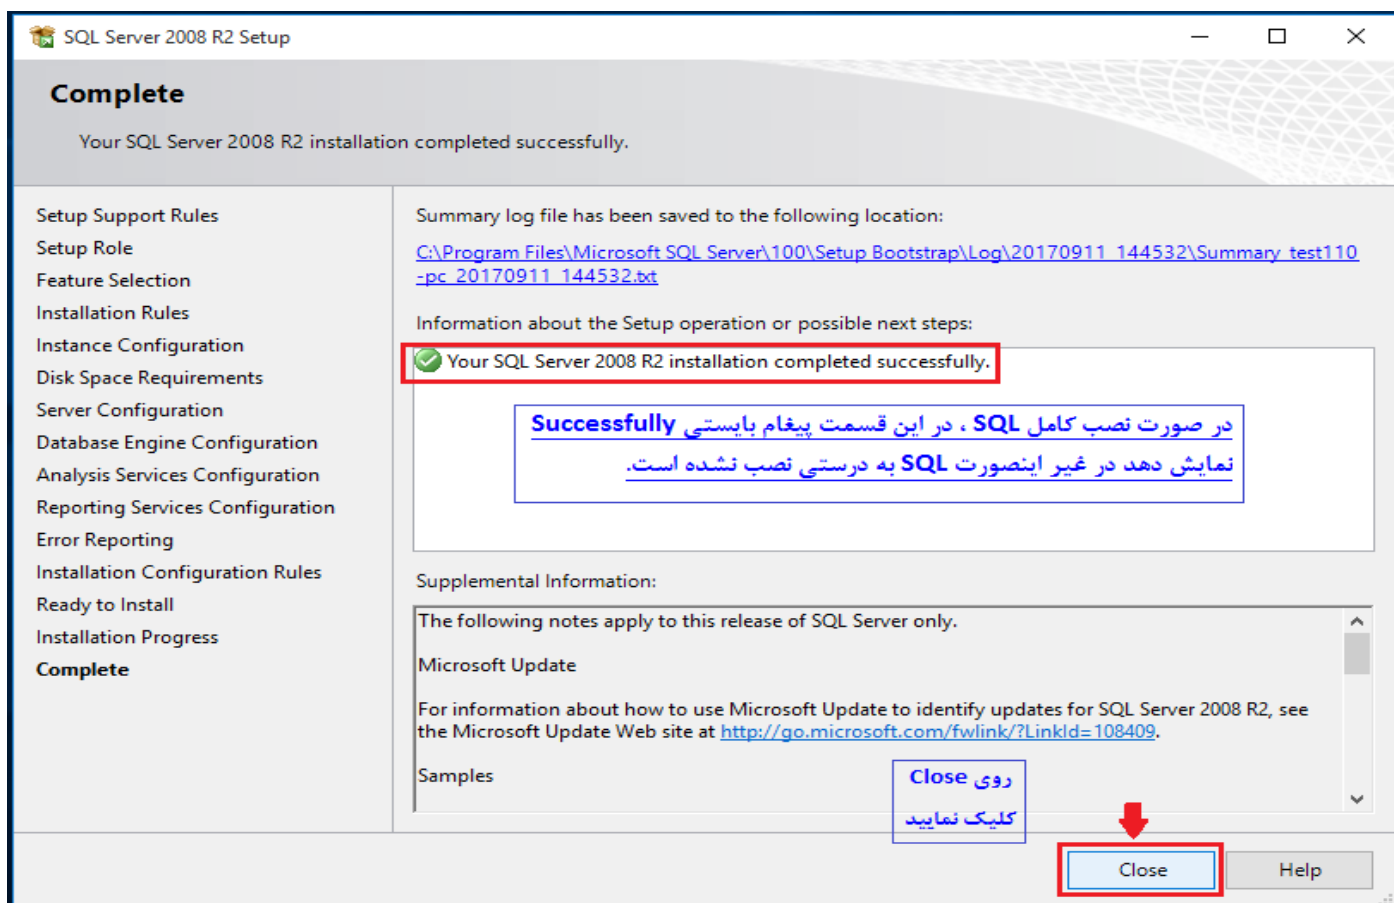 SQL Server 2008 R2 Setup
Complete
Your SQL Server 2008 R2 installation completed successfully.
Setup Support Rules
Setup Role
Feature Selection
Installation Rules
Instance Configuration
Disk Space Requirements
Server Configuration
Database Engine Configuration
Analysis Services Configuration
Reporting Services Configuration
Error Reporting
Installation Configuration Rules
Ready to Install
Installation Progress
Complete
Summary log file has been saved to the following location:
C:\Program Files\Microsoft SQL Server\100\Setup Bootstrap\Log\20170911_144532\Summary_test110
-pc_20170911_144532.txt
Information about the Setup operation or possible next steps:
Your SQL Server 2008 R2 installation completed successfully.
در صورت نصب کامل SQL ، در این قسمت پیغام بایستی Successfully
نمایش دهد در غیر اینصورت SQL به درستی نصب نشده است.
Supplemental Information:
The following notes apply to this release of SQL Server only.
Microsoft Update
For information about how to use Microsoft Update to identify updates for SQL Server 2008 R2, see
the Microsoft Update Web site at http://go.microsoft.com/fwlink/?LinkId=108409.
Samples
روی Close
کلیک نمایید
Close
Help